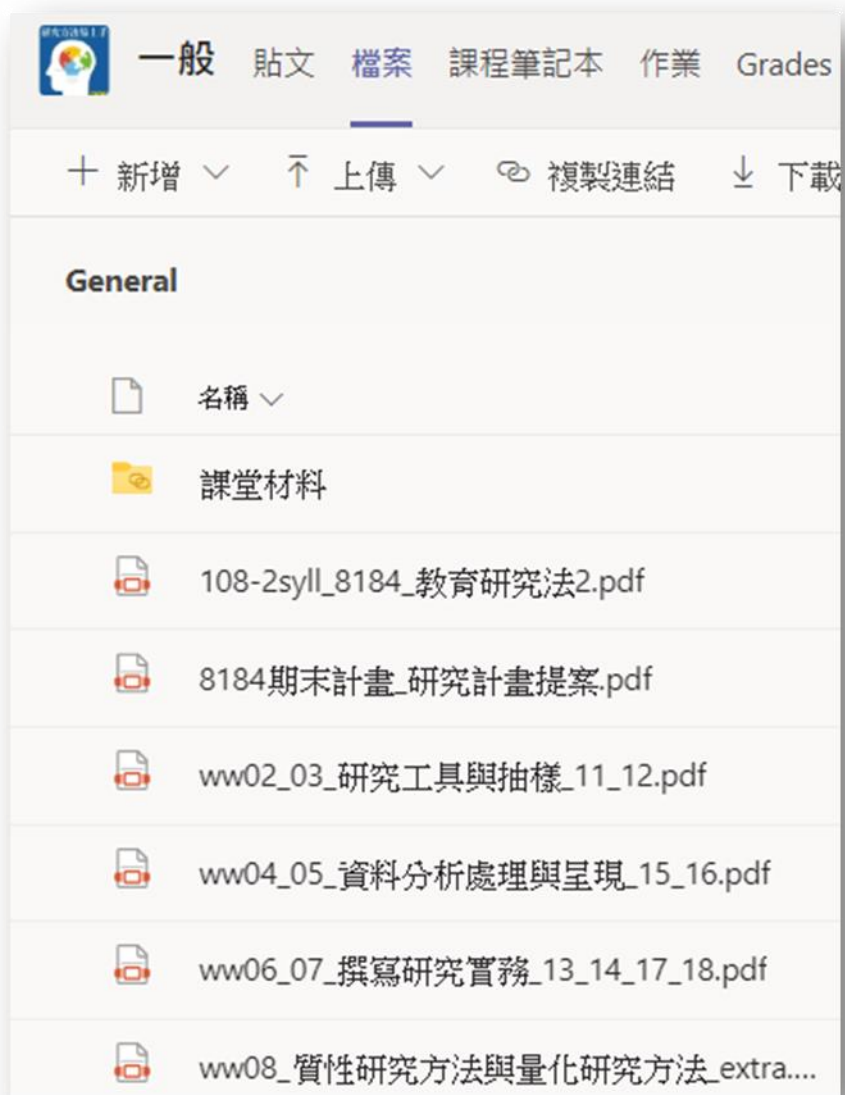 研究方法易上手
一般 貼文 檔案 課程筆記本 作業 Grades
新增 上傳 複製連結 下載
General
名稱
課堂材料
108-2syll_8184_教育研究法2.pdf
8184期末計畫_研究計畫提案.pdf
ww02_03_研究工具與抽樣_11_12.pdf
ww04_05_資料分析處理與呈現_15_16.pdf
ww06_07_撰寫研究實務_13_14_17_18.pdf
ww08_質性研究方法與量化研究方法_extra....